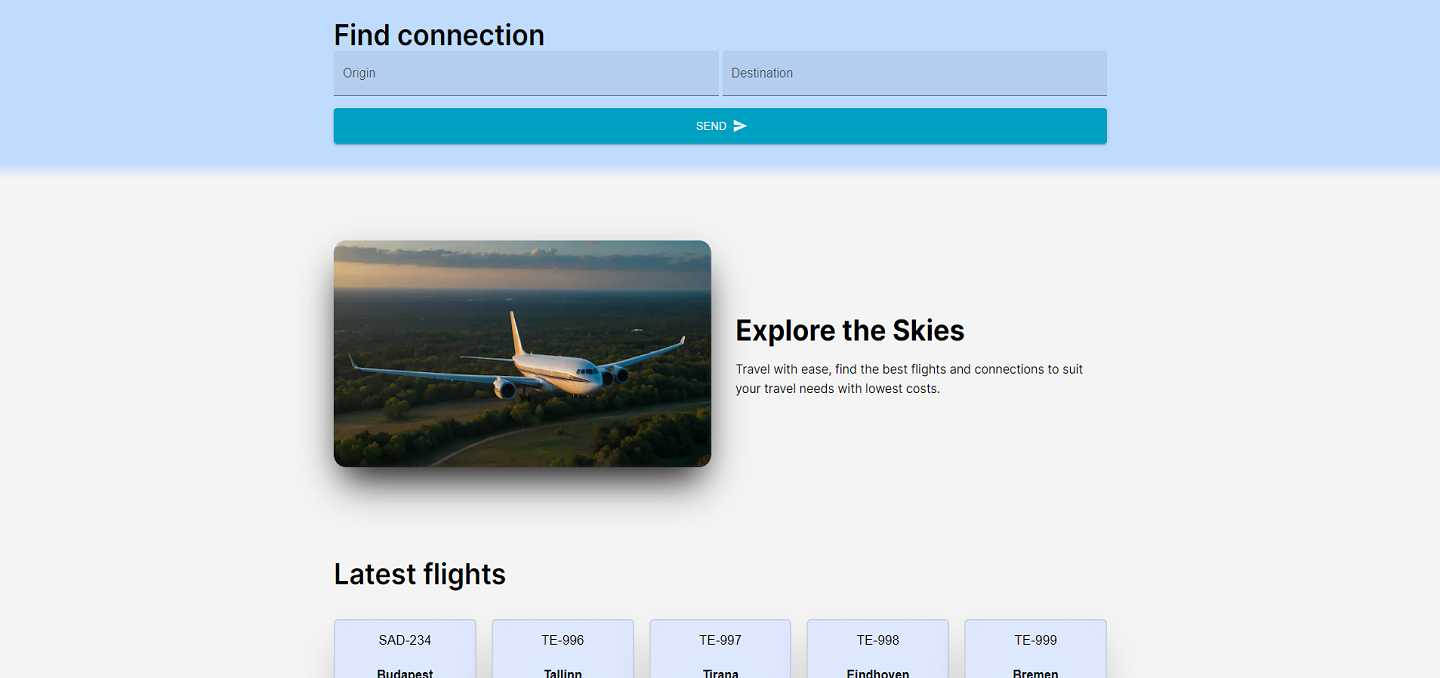 Find connection
Origin
Destination
SEND
Explore the Skies
Travel with ease, find the best flights and connections to suit
your travel needs with lowest costs.
Latest flights
SAD-234
TE-996
TE-997
TE-998
TE-999
Budapest
Tallinn
Tirana
Eindhoven
Bremen